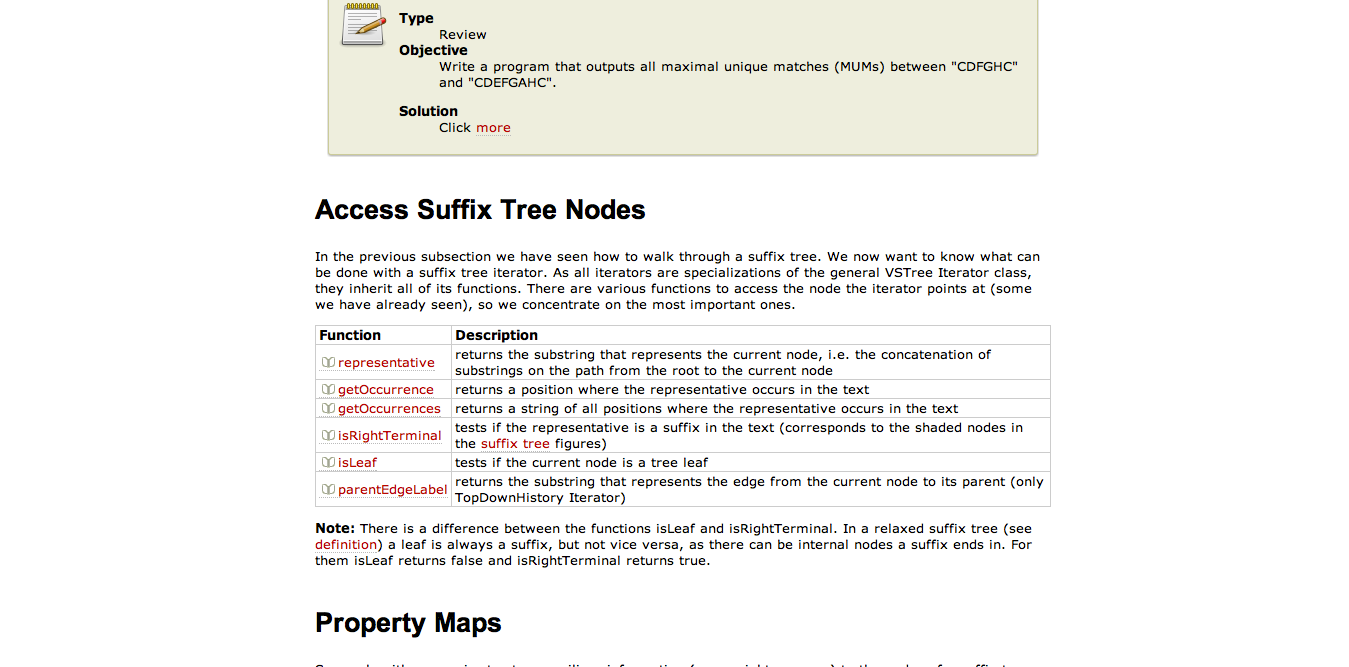 Type
Review
Objective
Write a program that outputs all maximal unique matches (MUMs) between "CDFGHC"
and "CDEFGAHC".
Solution
Click more
Access Suffix Tree Nodes
In the previous subsection we have seen how to walk through a suffix tree. We now want to know what can
be done with a suffix tree iterator. As all iterators are specializations of the general VSTree Iterator class,
they inherit all of its functions. There are various functions to access the node the iterator points at (some
we have already seen), so we concentrate on the most important ones.
Function Description
representative returns the substring that represents the current node, i.e. the concatenation of
substrings on the path from the root to the current node
getOccurrence returns a position where the representative occurs in the text
getOccurrences returns a string of all positions where the representative occurs in the text
isRightTerminal tests if the representative is a suffix in the text (corresponds to the shaded nodes in
the suffix tree figures)
isLeaf tests if the current node is a tree leaf
parentEdgeLabel returns the substring that represents the edge from the current node to its parent (only
TopDownHistory Iterator)
Note: There is a difference between the functions isLeaf and isRightTerminal. In a relaxed suffix tree (see
definition) a leaf is always a suffix, but not vice versa, as there can be internal nodes a suffix ends in. For
them isLeaf returns false and isRightTerminal returns true.
Property Maps